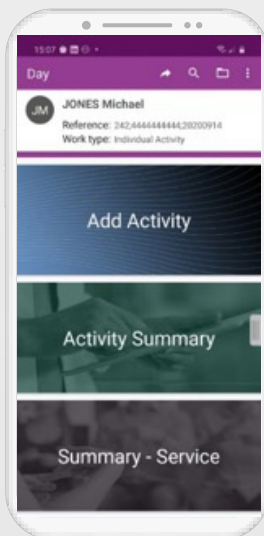 15:07
Day
JM
JONES Michael
Reference: 242;4444444444;20200914
Work type: Individual Activity
Add Activity
Activity Summary
Summary - Service